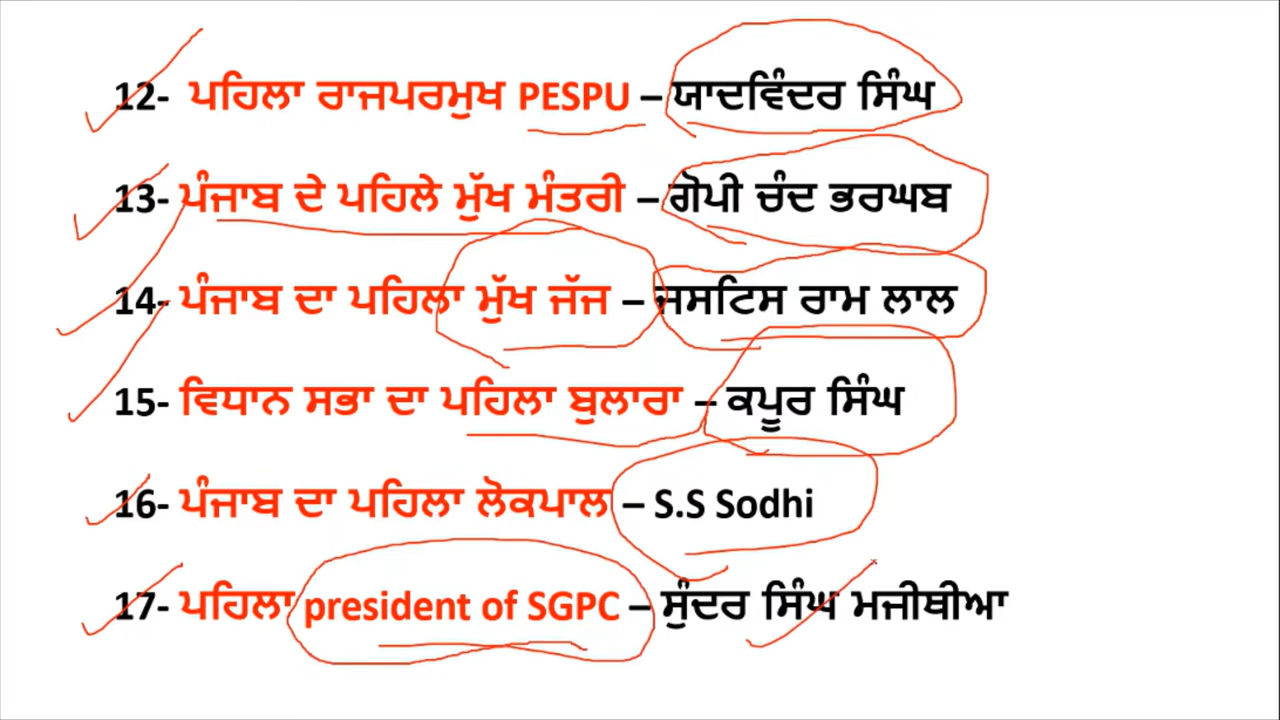 12- ਪਹਿਲਾ ਰਾਜਪਰਮੁਖ PESPU – ਯਾਦਵਿੰਦਰ ਸਿੰਘ
13- ਪੰਜਾਬ ਦੇ ਪਹਿਲੇ ਮੁੱਖ ਮੰਤਰੀ – ਗੋਪੀ ਚੰਦ ਭਰਘਬ
14- ਪੰਜਾਬ ਦਾ ਪਹਿਲਾ ਮੁੱਖ ਜੱਜ – ਜਸਟਿਸ ਰਾਮ ਲਾਲ
15- ਵਿਧਾਨ ਸਭਾ ਦਾ ਪਹਿਲਾ ਬੁਲਾਰਾ – ਕਪੂਰ ਸਿੰਘ
16- ਪੰਜਾਬ ਦਾ ਪਹਿਲਾ ਲੋਕਪਾਲ – S.S Sodhi
17- ਪਹਿਲਾ president of SGPC – ਸੁੰਦਰ ਸਿੰਘ ਮਜੀਥੀਆ